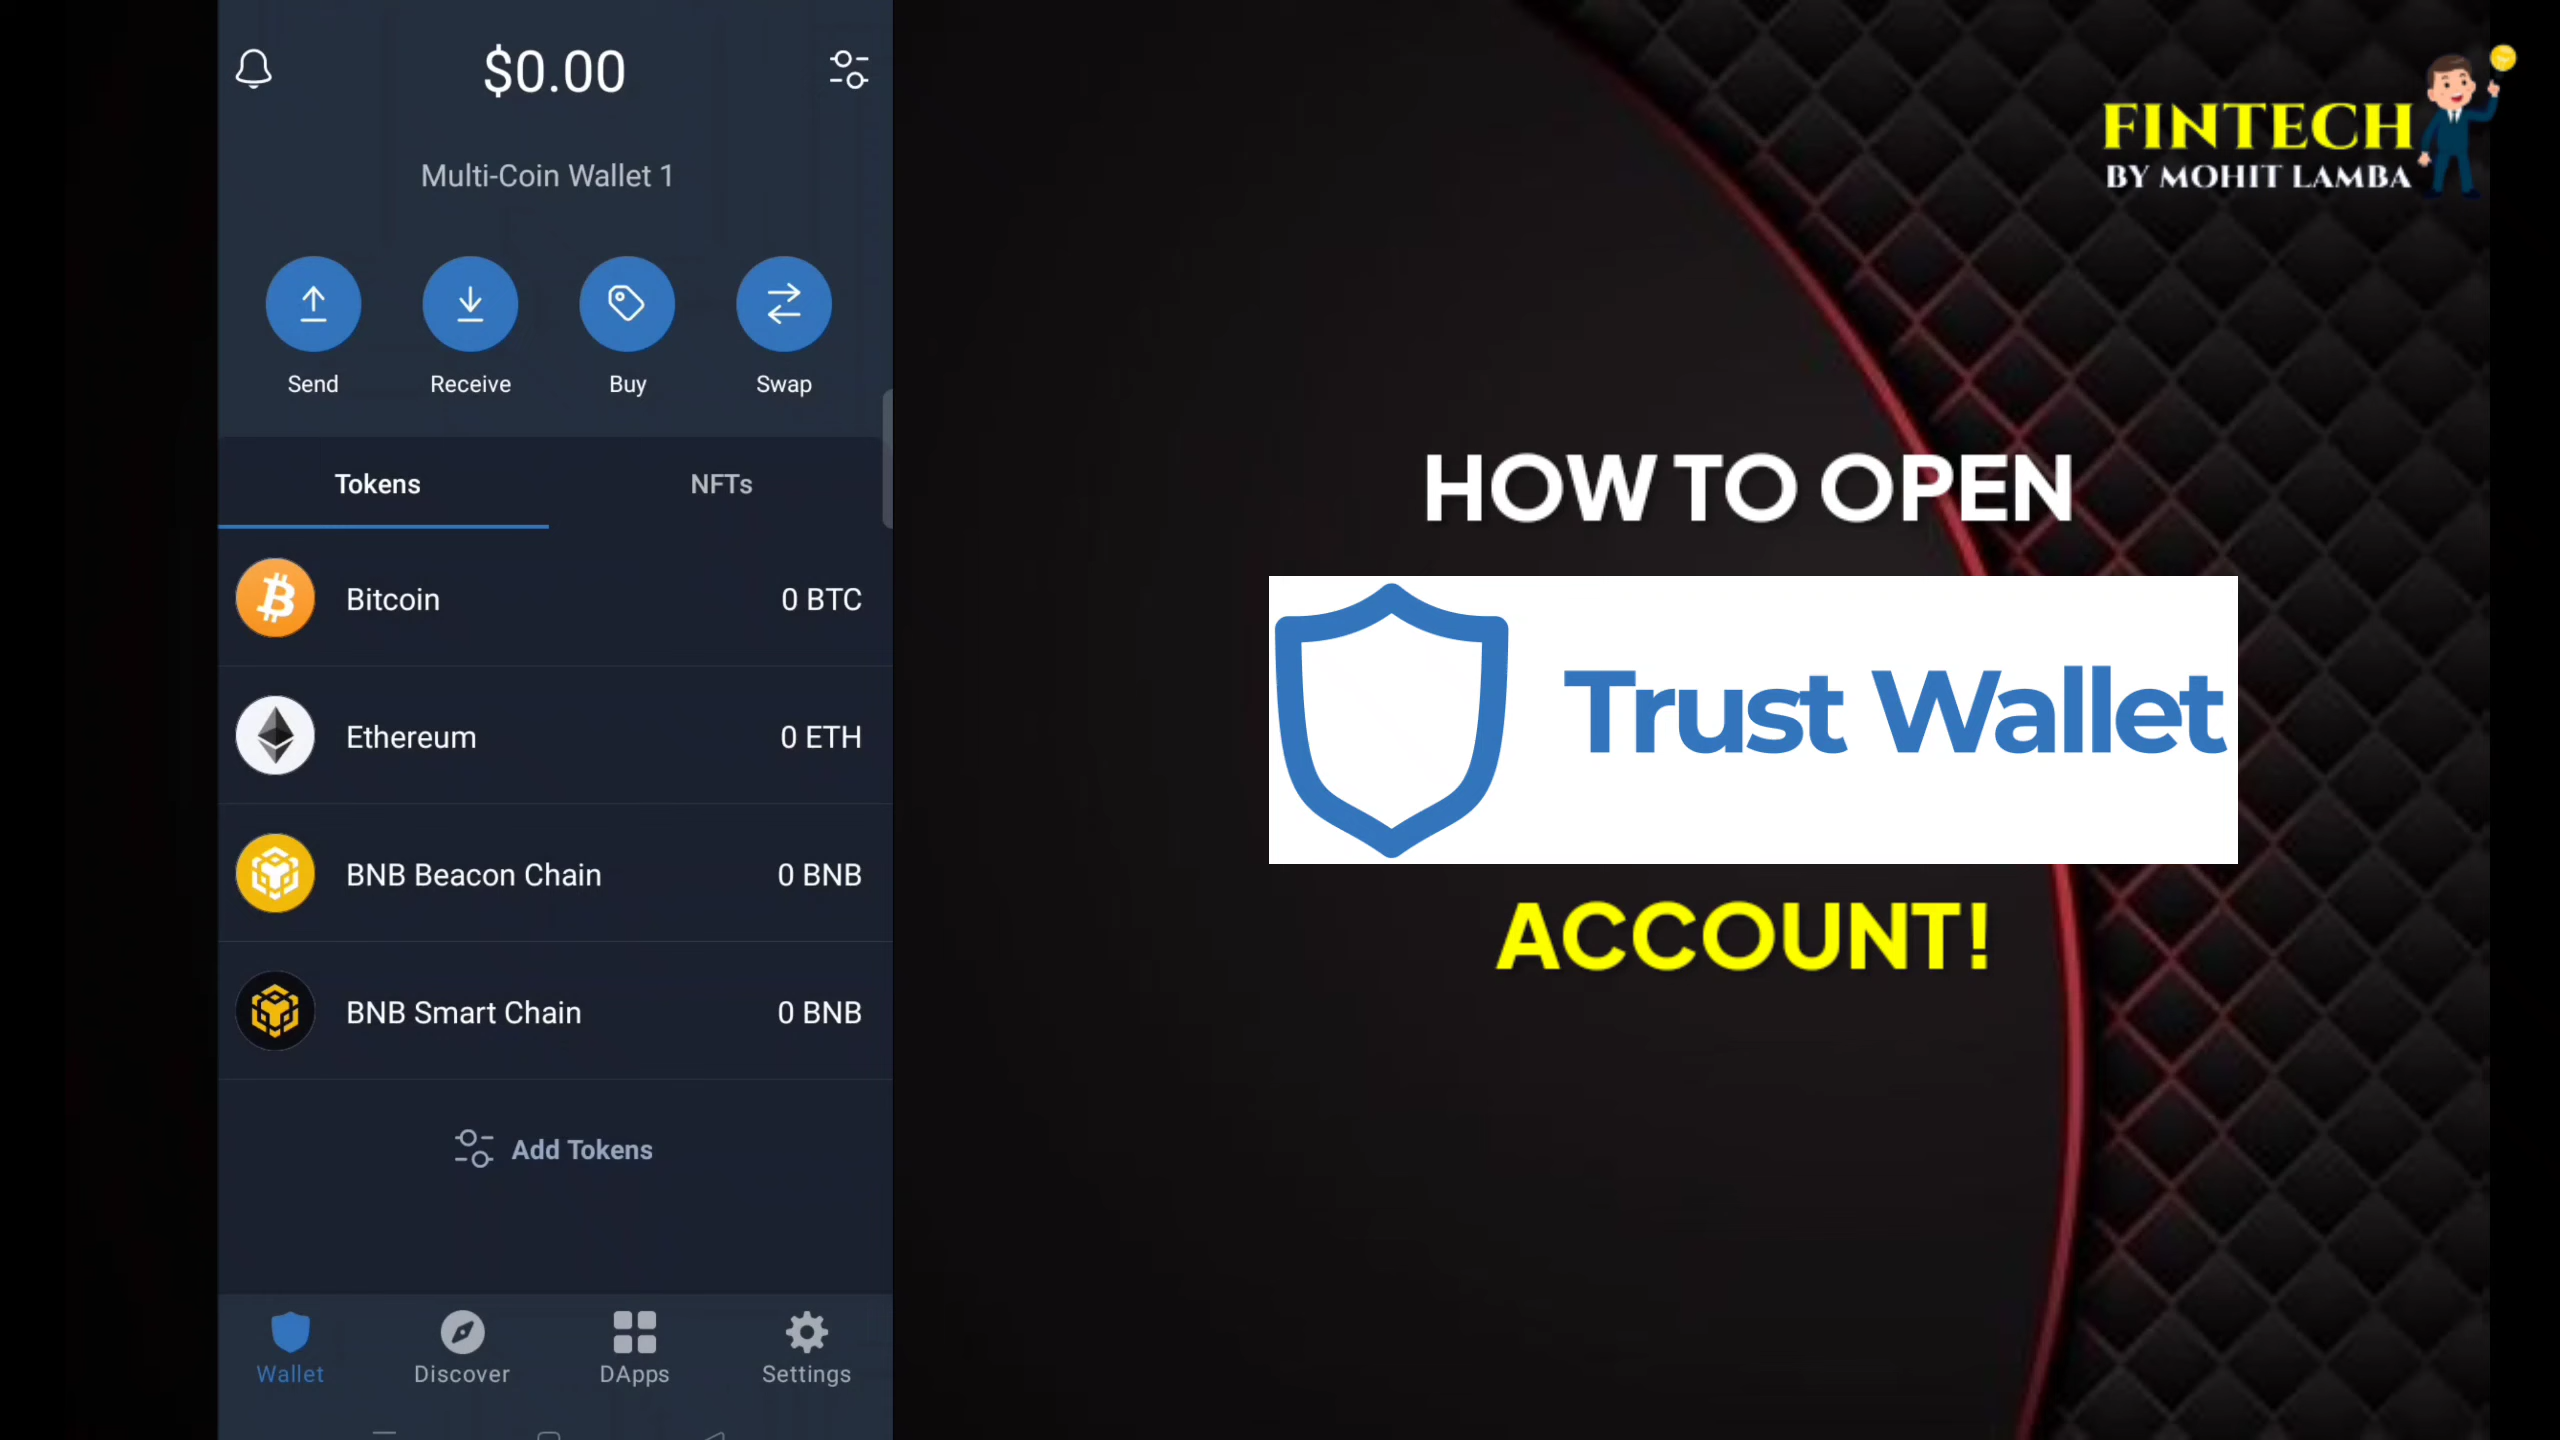 $0.00
Multi-Coin Wallet 1
Send Receive Buy Swap
Tokens NFTs
Bitcoin 0 BTC
Ethereum 0 ETH
BNB Beacon Chain 0 BNB
BNB Smart Chain 0 BNB
Add Tokens
Wallet Discover DApps Settings
FINTECH
BY MOHIT LAMBA
HOW TO OPEN
Trust Wallet
ACCOUNT!